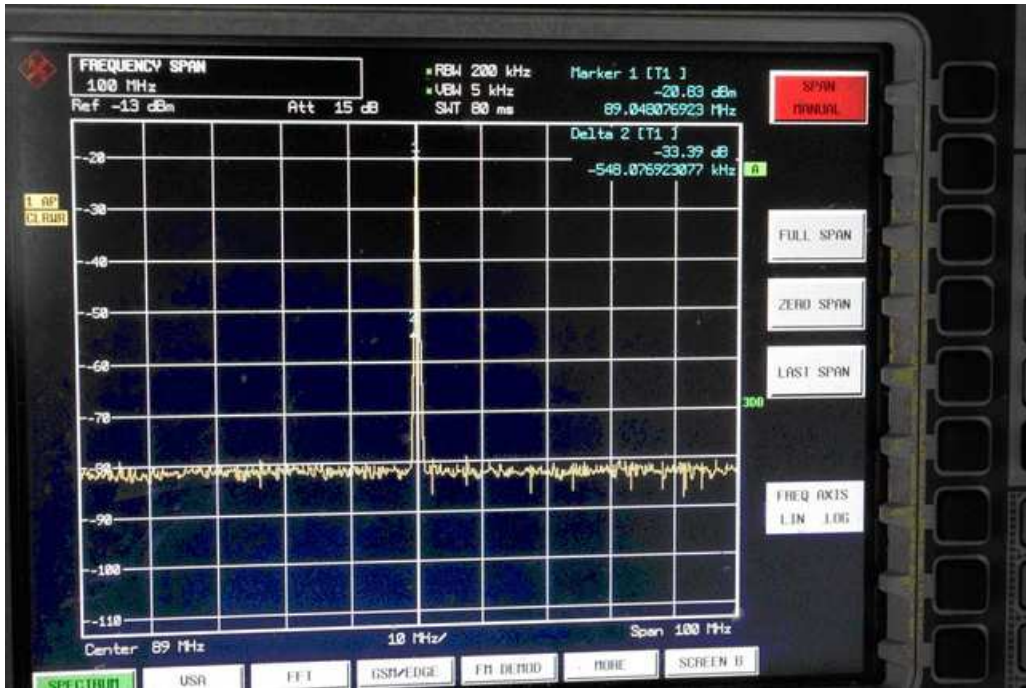 FREQUENCY SPAN
100 MHz
Ref -13 dBm Att 15 dB
RBW 200 kHz
VBW 5 kHz
SWT 80 ms
Marker 1 [T1 ]
-20.83 dBm
89.048076923 MHz
Delta 2 [T1 ]
-33.39 dB
-548.076923077 kHz
A
1 AP
CLRWR
-20
-30
-40
-50
-60
-70
-80
-90
-100
-110
1
2
3DB
Center 89 MHz 10 MHz/ Span 100 MHz
SPECTRUM USA FFT GSM/EDGE FM DEMOD MORE SCREEN B
SPAN
MANUAL
FULL SPAN
ZERO SPAN
LAST SPAN
FREQ AXIS
LIN LOG